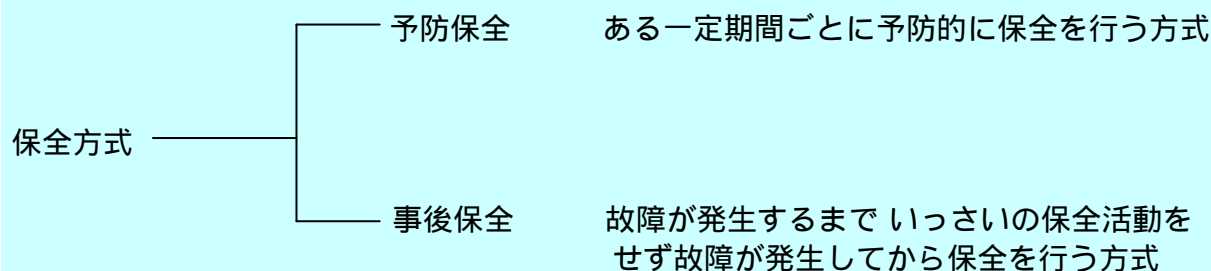 予防保全 ある一定期間ごとに予防的に保全を行う方式
保全方式
事後保全 故障が発生するまで いっさいの保全活動を
せず故障が発生してから保全を行う方式